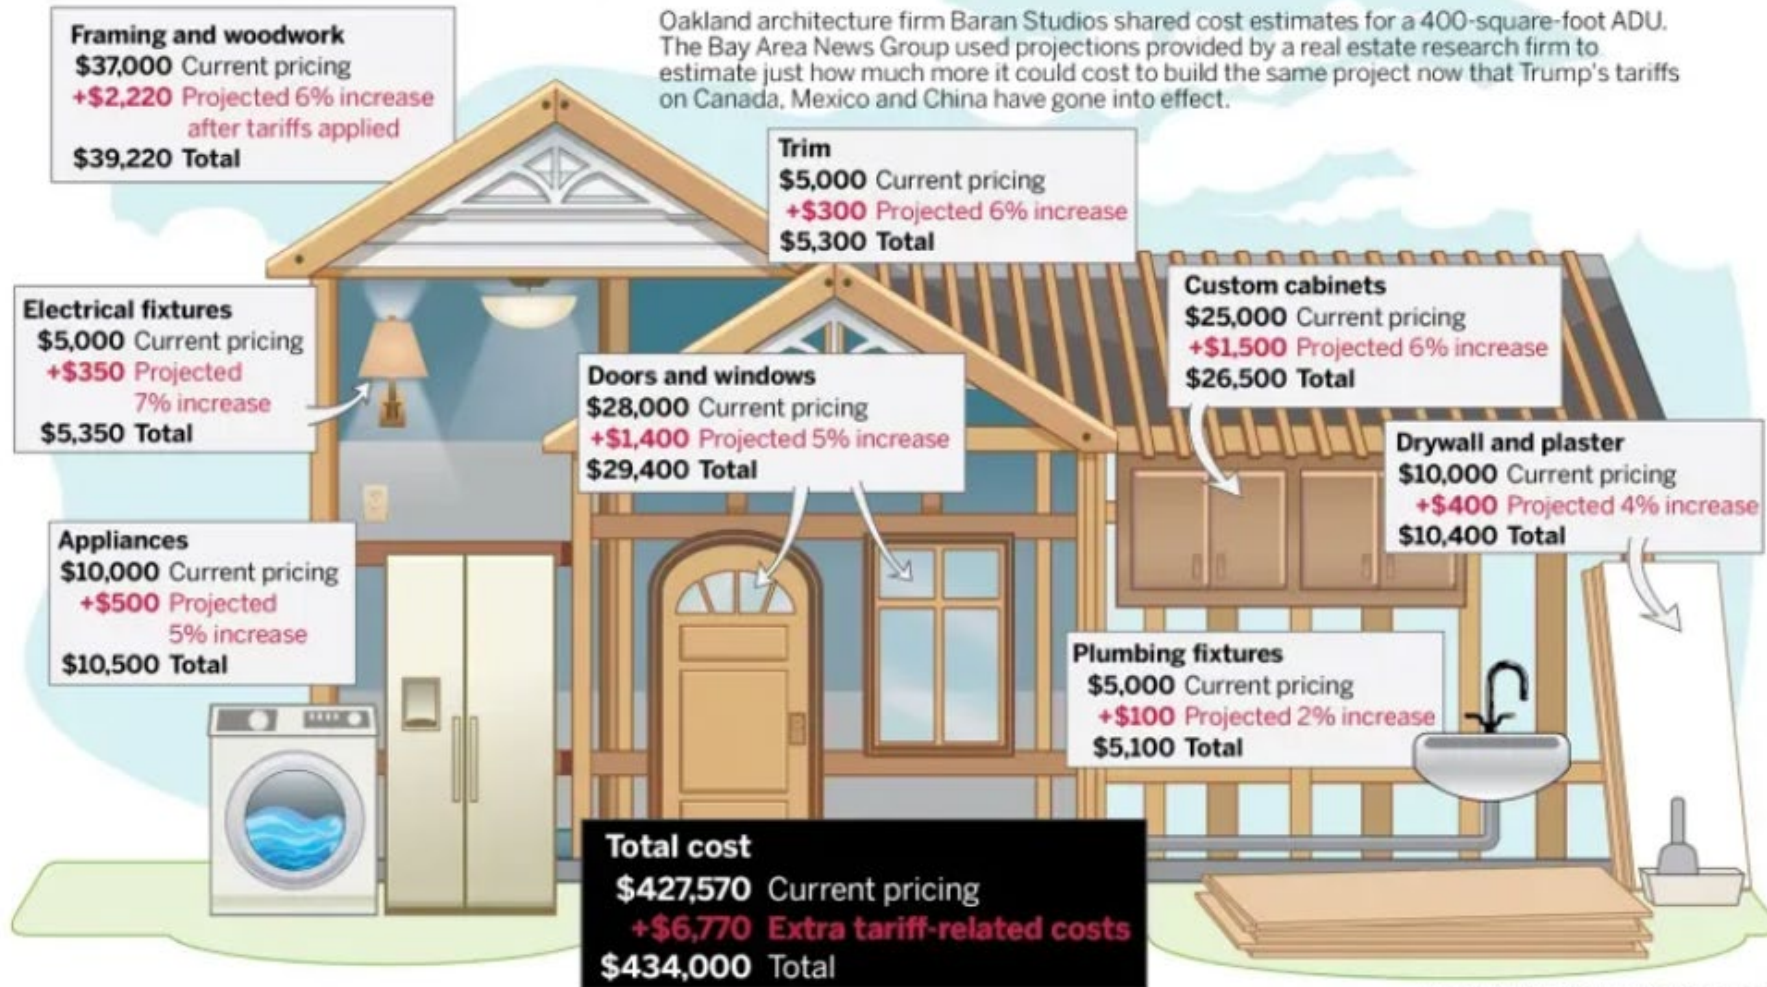 Oakland architecture firm Baran Studios shared cost estimates for a 400-square-foot ADU.
The Bay Area News Group used projections provided by a real estate research firm to
estimate just how much more it could cost to build the same project now that Trump's tariffs
on Canada, Mexico and China have gone into effect.
Framing and woodwork
$37,000 Current pricing
+$2,220 Projected 6% increase
after tariffs applied
$39,220 Total
Trim
$5,000 Current pricing
+$300 Projected 6% increase
$5,300 Total
Electrical fixtures
$5,000 Current pricing
+$350 Projected
7% increase
$5,350 Total
Doors and windows
$28,000 Current pricing
+$1,400 Projected 5% increase
$29,400 Total
Custom cabinets
$25,000 Current pricing
+$1,500 Projected 6% increase
$26,500 Total
Drywall and plaster
$10,000 Current pricing
+$400 Projected 4% increase
$10,400 Total
Appliances
$10,000 Current pricing
+$500 Projected
5% increase
$10,500 Total
Plumbing fixtures
$5,000 Current pricing
+$100 Projected 2% increase
$5,100 Total
Total cost
$427,570 Current pricing
+$6,770 Extra tariff-related costs
$434,000 Total